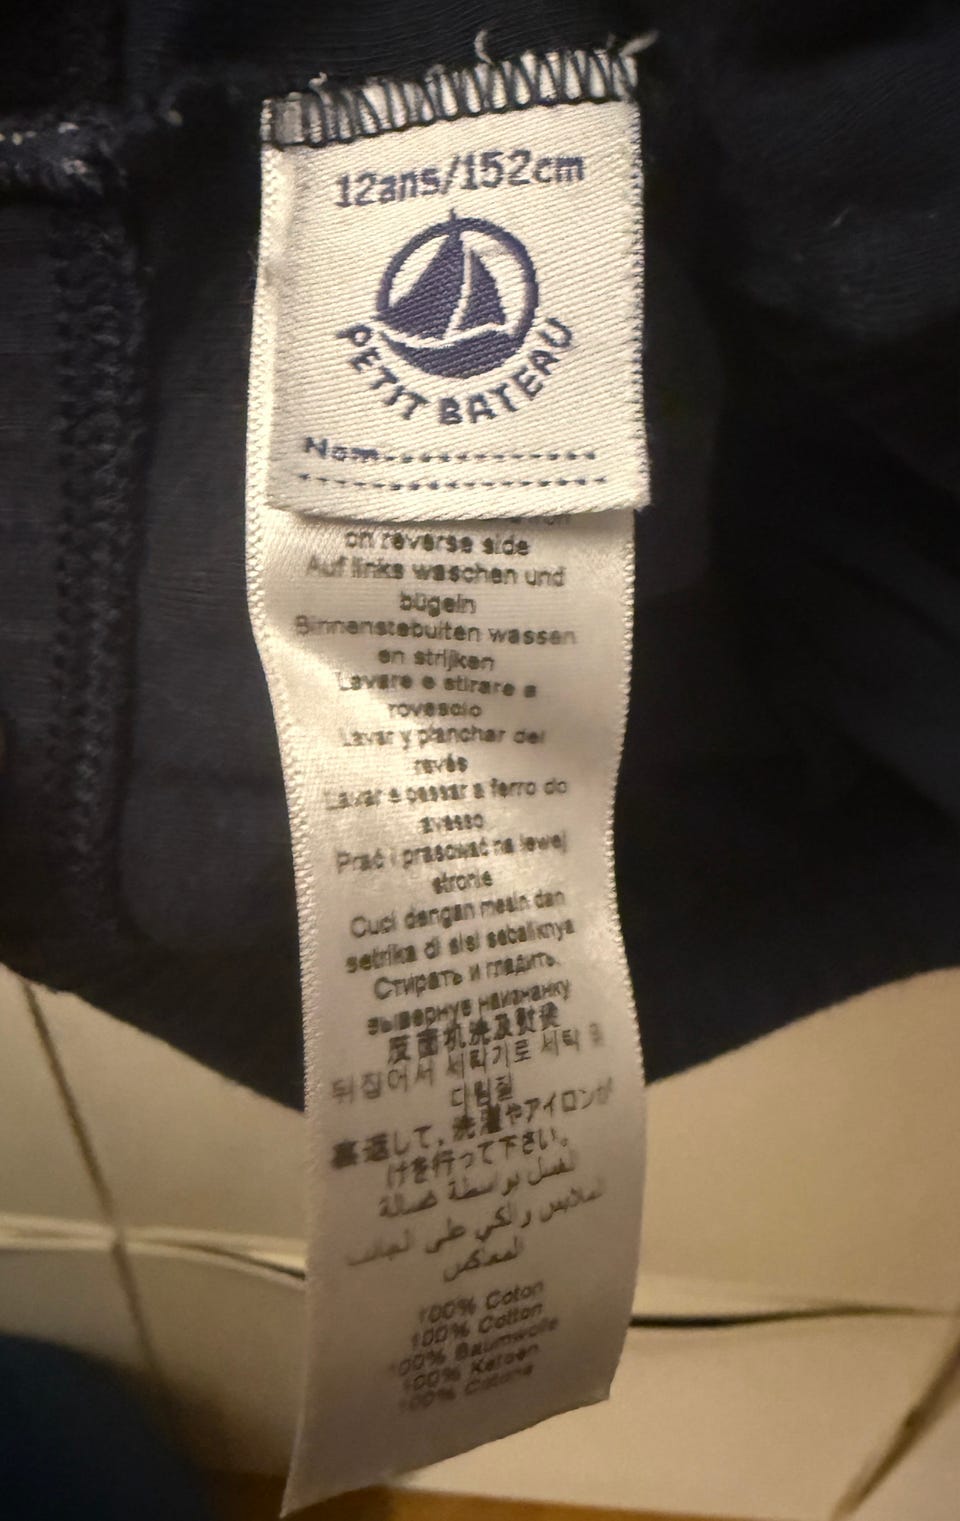 12ans/152cm
PETIT BATEAU
Nom
iron
on reverse side
Auf links waschen und
bügeln
Binnenstebuiten wassen
en strijken
Lavare e stirare a
rovescio
Lavar y planchar del
revés
Lavar e passar a ferro do
avesso
Prać i prasować na lewej
stronie
Cuci dengan mesin dan
setrika di sisi sebaliknya
Стирать и гладить,
вывернув наизнанку
反面机洗及熨烫
뒤집어서 세탁기로 세탁 및
다림질
裏返して、洗濯やアイロンが
けを行って下さい。
الغسل بواسطة غسالة
الملابس والكي على الجانب
المعاكس
100% Coton
100% Cotton
100% Baumwolle
100% Katoen
100% Cotone